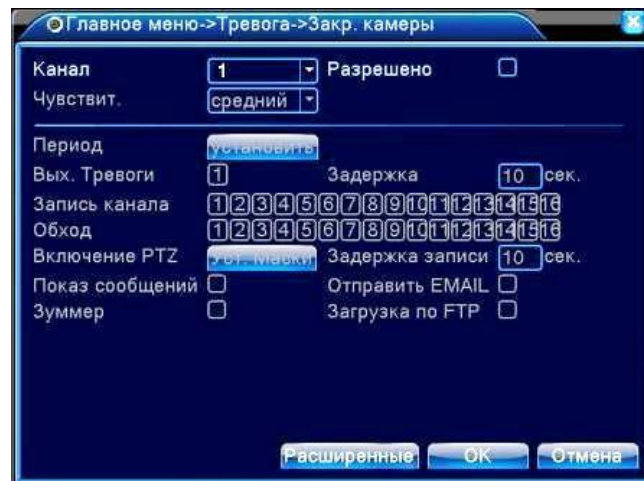 Главное меню->Тревога->Закр. камеры
Канал 1 Разрешено
Чувствит. средний
Период установить
Вых. Тревоги 1 Задержка 10 сек.
Запись канала 1 2 3 4 5 6 7 8 9 10 11 12 13 14 15 16
Обход 1 2 3 4 5 6 7 8 9 10 11 12 13 14 15 16
Включение PTZ Уст. Маски Задержка записи 10 сек.
Показ сообщений Отправить EMAIL
Зуммер Загрузка по FTP
Расширенные OK Отмена